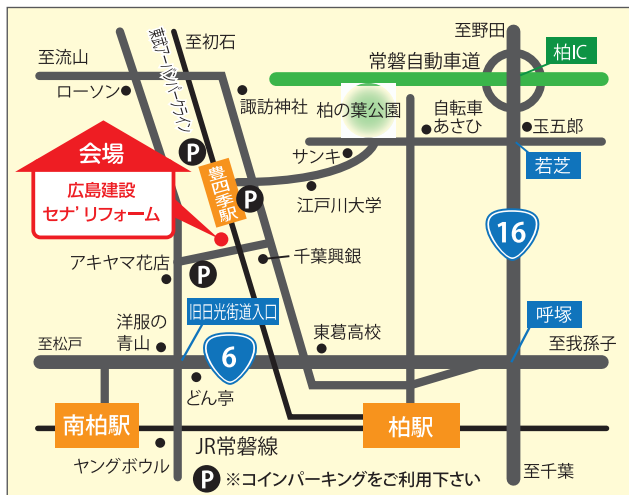 至野田
至初石
東武アーバンパークライン
至流山
常磐自動車道
柏IC
ローソン
諏訪神社
柏の葉公園
自転車
あさひ
玉五郎
会場
P
サンキ
若芝
広島建設
セナ’リフォーム
豊四季駅
P
江戸川大学
16
アキヤマ花店
P
千葉興銀
旧日光街道入口
洋服の
青山
東葛高校
呼塚
至松戸
6
至我孫子
どん亭
南柏駅
柏駅
JR常磐線
ヤングボウル
P ※コインパーキングをご利用下さい
至千葉